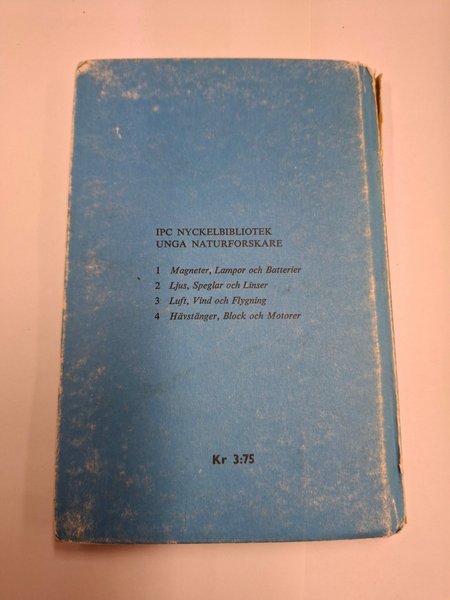 IPC NYCKELBIBLIOTEK
UNGA NATURFORSKARE
1 Magneter, Lampor och Batterier
2 Ljus, Speglar och Linser
3 Luft, Vind och Flygning
4 Hävstänger, Block och Motorer
Kr 3:75